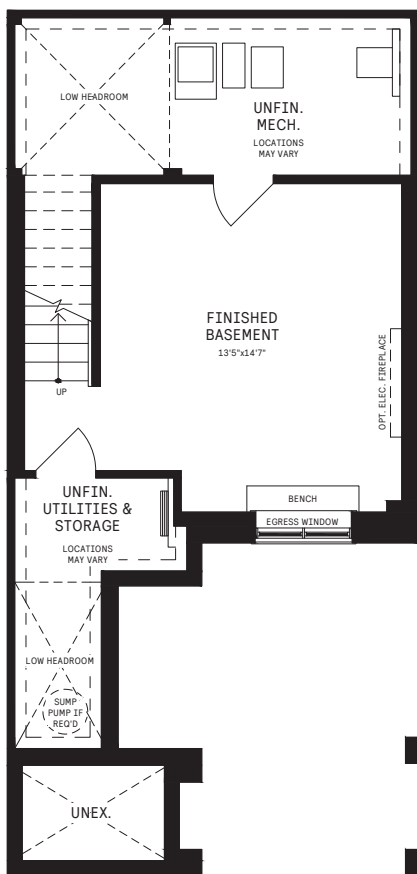 LOW HEADROOM
UNFIN.
MECH.
LOCATIONS
MAY VARY
FINISHED
BASEMENT
13'5"x14'7"
OPT. ELEC. FIREPLACE
UP
BENCH
EGRESS WINDOW
UNFIN.
UTILITIES &
STORAGE
LOCATIONS
MAY VARY
LOW HEADROOM
SUMP
PUMP IF
REQ'D
UNEX.